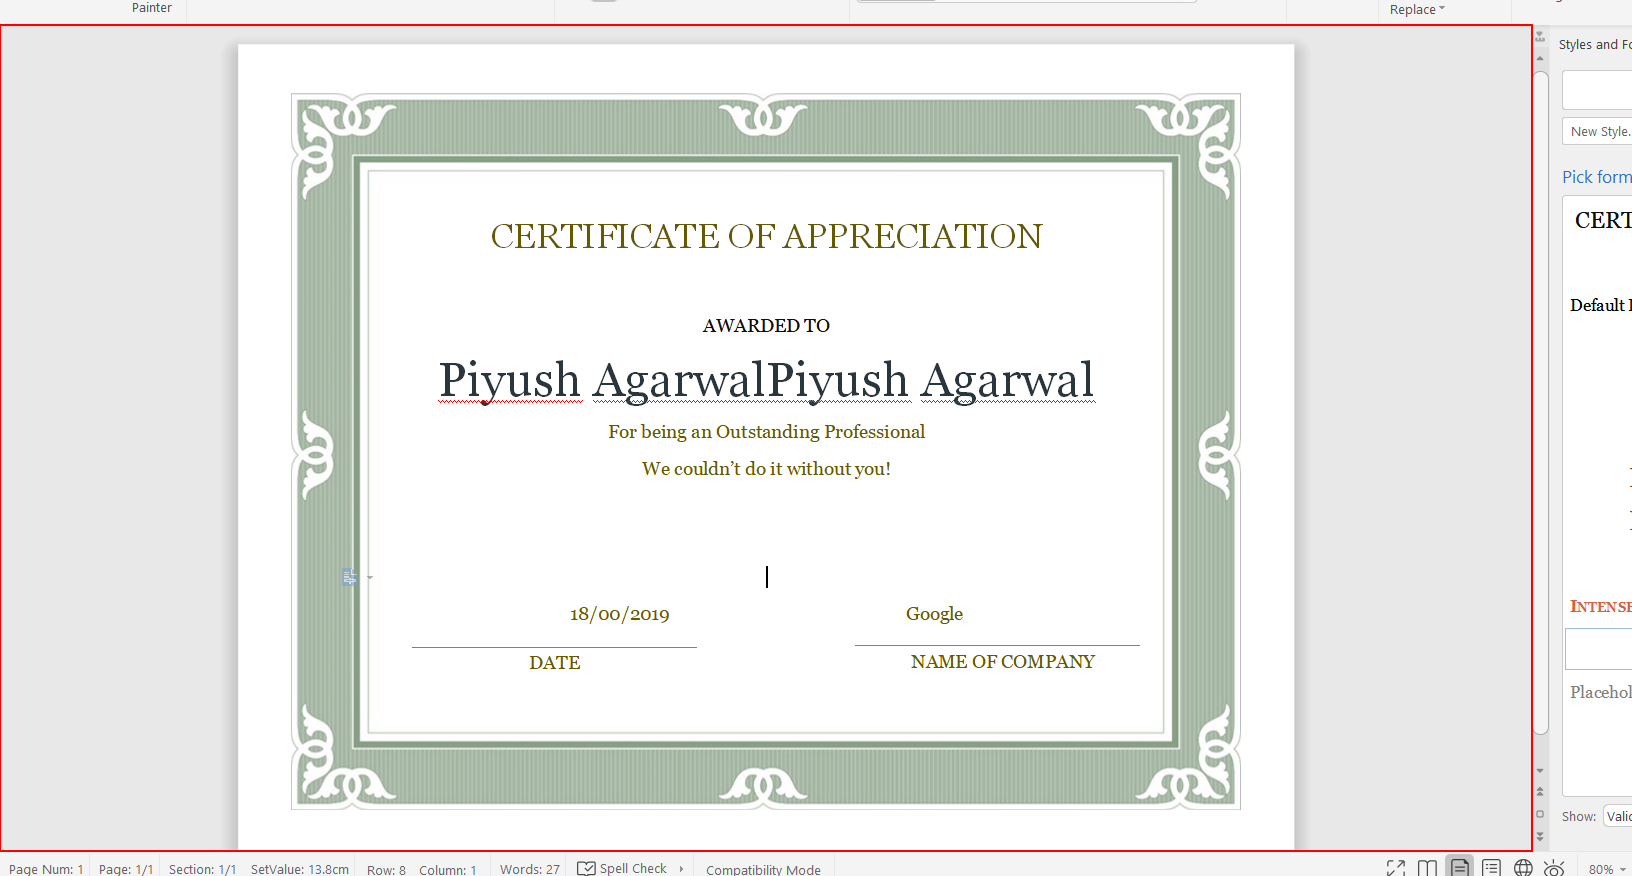 Painter
Replace
Styles and Fo
New Style.
Pick form
CERT
Default
INTENSE
Placehol
Show: Valid
CERTIFICATE OF APPRECIATION
AWARDED TO
Piyush AgarwalPiyush Agarwal
For being an Outstanding Professional
We couldn't do it without you!
18/00/2019 Google
DATE NAME OF COMPANY
Page Num: 1 Page: 1/1 Section: 1/1 SetValue: 13.8cm Row: 8 Column: 1 Words: 27 Spell Check Compatibility Mode 80%